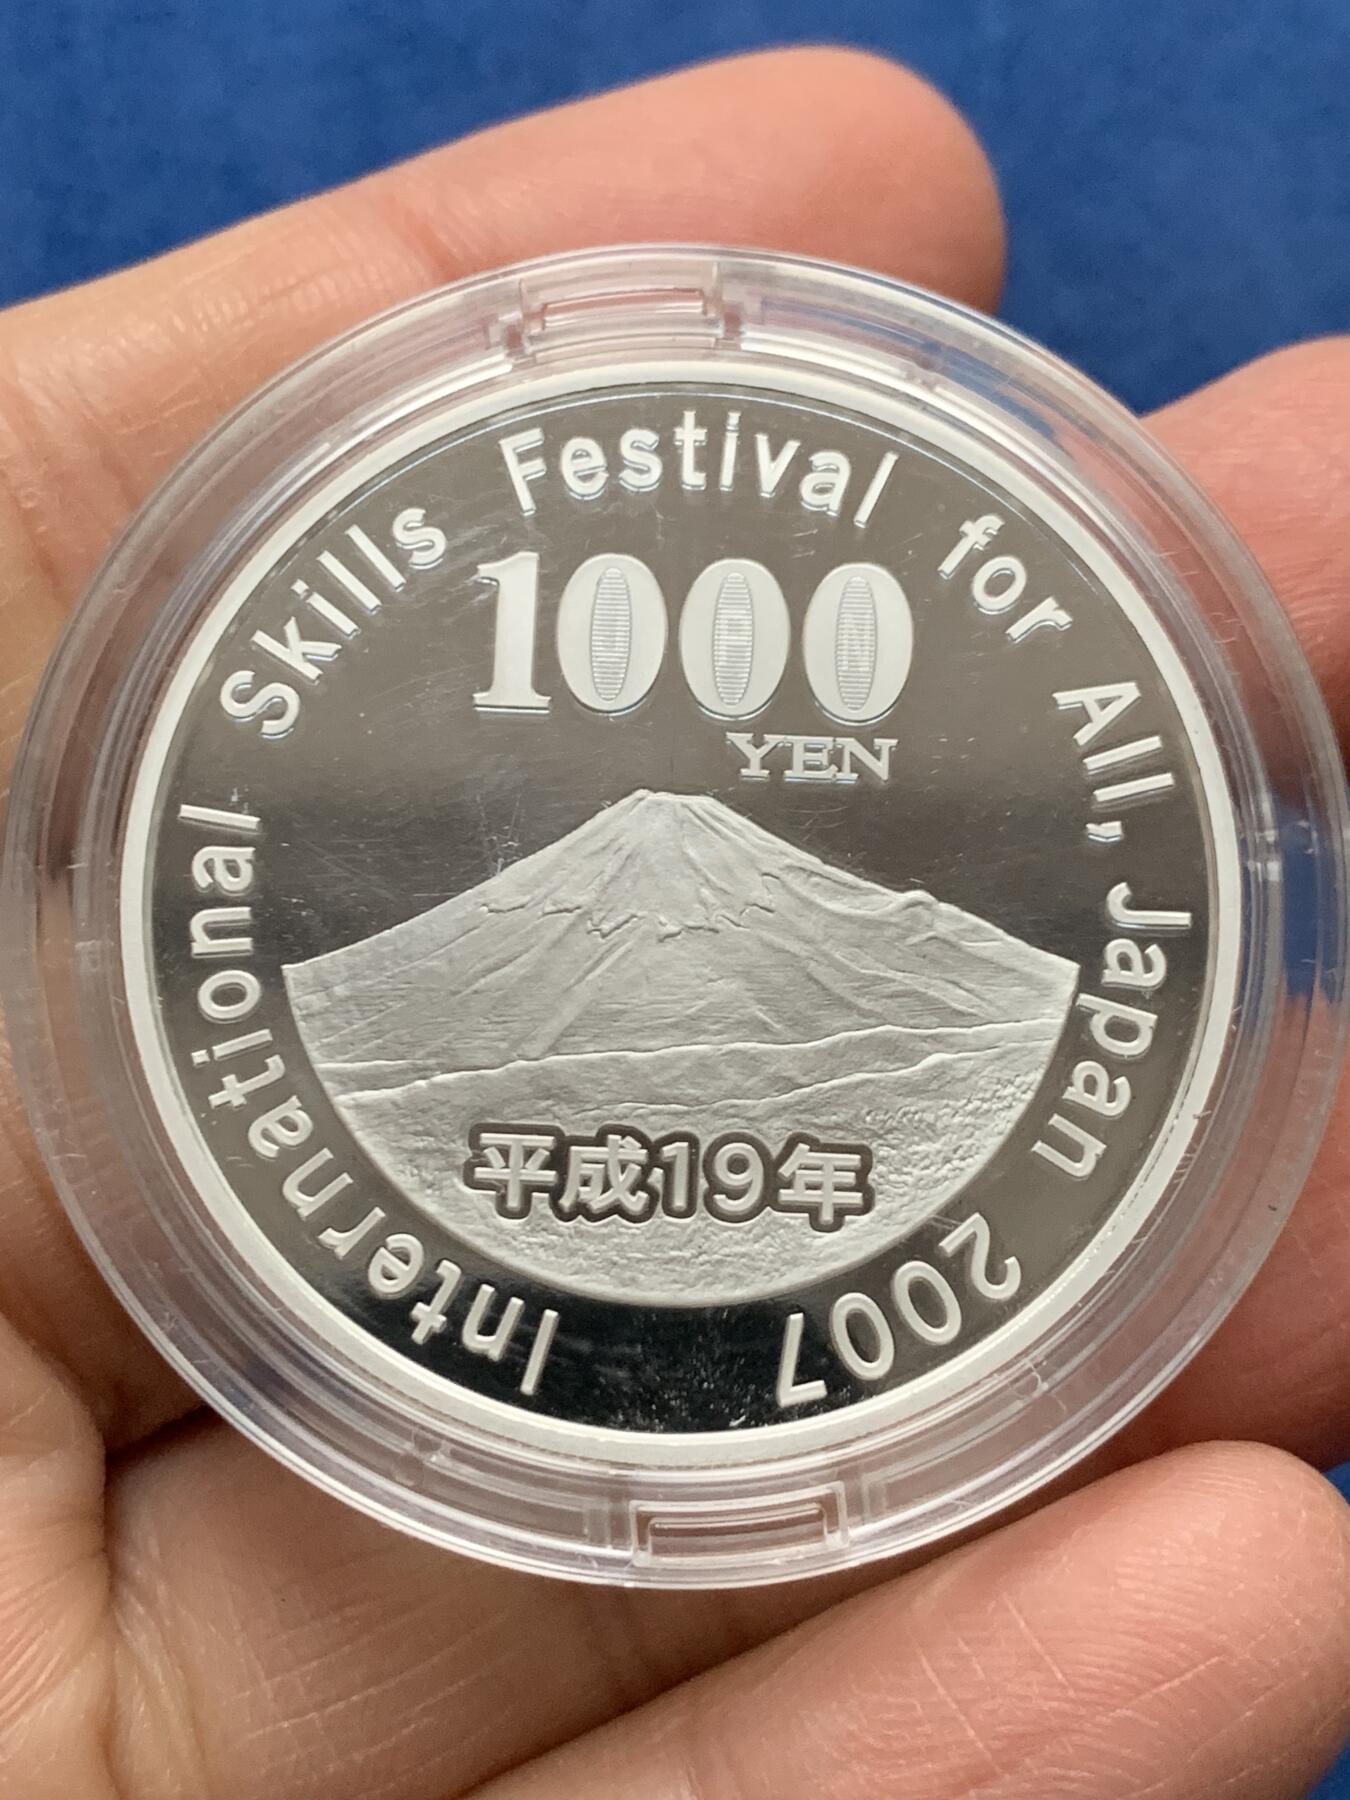 International Skills Festival for All, Japan 2007
1000
YEN
平成19年